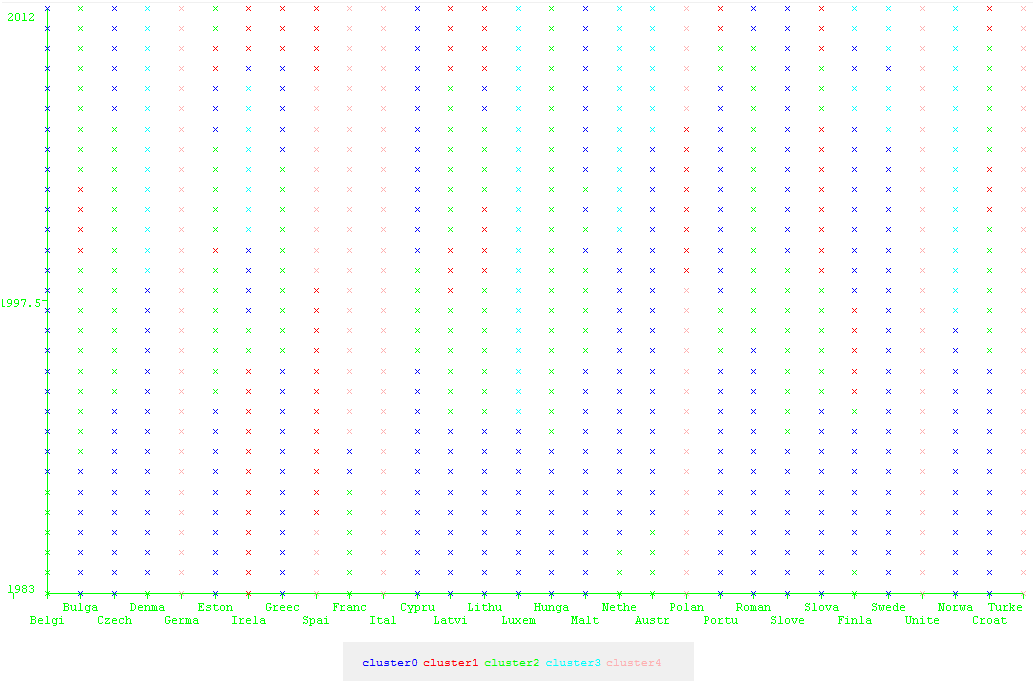 2012
1997.5
1983
Bulga Denma Eston Greec Franc Cypru Lithu Hunga Nethe Polan Roman Slova Swede Norwa Turke
Belgi Czech Germa Trela Spai Ital Latvi Luxem Malt Austr Portu Slove Finla Unite Croat
cluster0 cluster1 cluster2 cluster3 cluster4